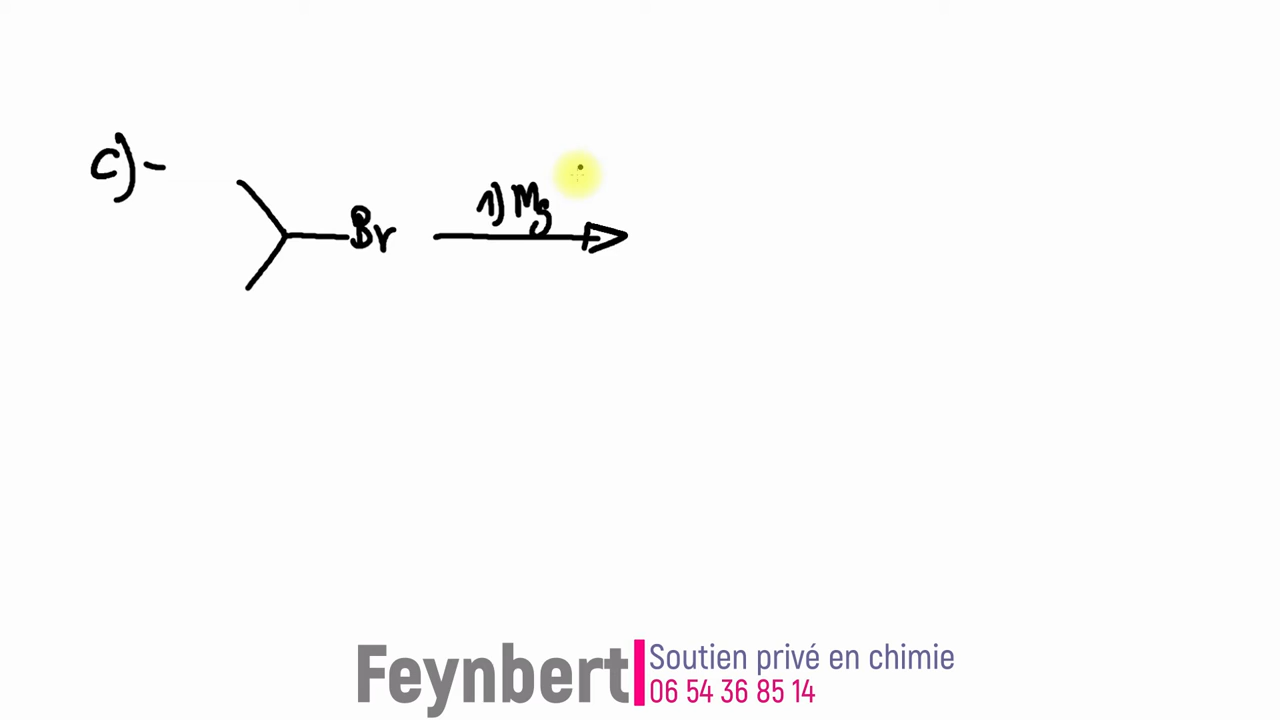 c)-
1) Mg
Br
Feynbert
Soutien privé en chimie
06 54 36 85 14